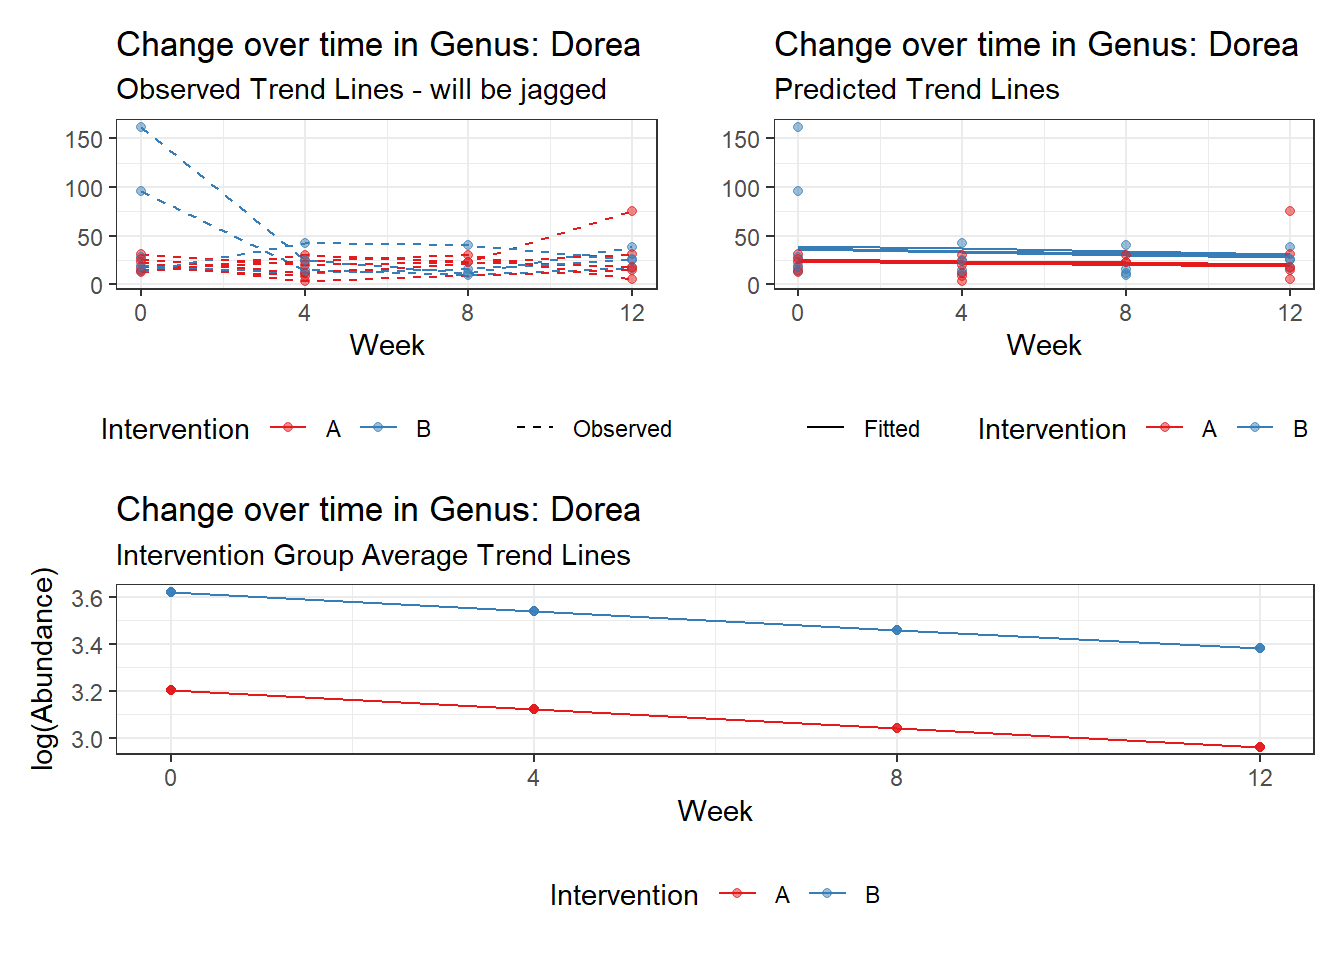 Change over time in Genus: Dorea
Observed Trend Lines - will be jagged
150
100
50
0
0 4 8 12
Week
Intervention A B Observed
Change over time in Genus: Dorea
Predicted Trend Lines
150
100
50
0
0 4 8 12
Week
Fitted Intervention A B
Change over time in Genus: Dorea
Intervention Group Average Trend Lines
log(Abundance)
3.6
3.4
3.2
3.0
0 4 8 12
Week
Intervention A B